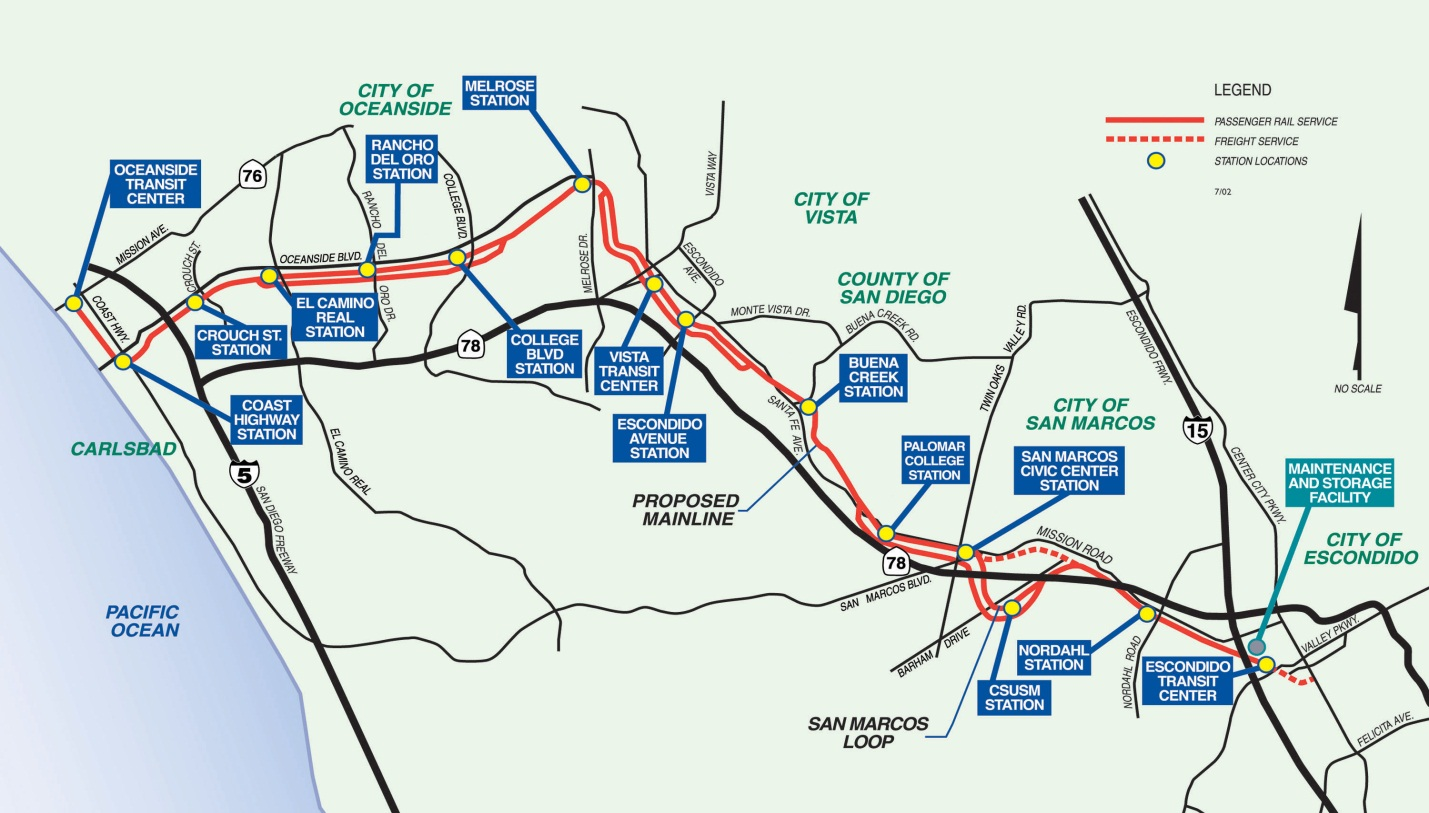 MELROSE
STATION
CITY OF
OCEANSIDE
LEGEND
PASSENGER RAIL SERVICE
FREIGHT SERVICE
STATION LOCATIONS
7/02
RANCHO
DEL ORO
STATION
OCEANSIDE
TRANSIT
CENTER
76
COLLEGE BLVD.
VISTA WAY
CITY OF
VISTA
MISSION AVE.
CROUCH ST.
RANCHO
DEL
ORO DR.
OCEANSIDE BLVD.
MELROSE DR.
ESCONDIDO
AVE.
COUNTY OF
SAN DIEGO
COAST HWY.
EL CAMINO
REAL
STATION
CROUCH ST.
STATION
78
COLLEGE
BLVD
STATION
VISTA
TRANSIT
CENTER
MONTE VISTA DR.
BUENA CREEK RD.
VALLEY RD.
TWIN OAKS
ESCONDIDO FRWY.
NO SCALE
BUENA
CREEK
STATION
COAST
HIGHWAY
STATION
ESCONDIDO
AVENUE
STATION
SANTA FE AVE.
CITY OF
SAN MARCOS
15
CARLSBAD
5
EL CAMINO REAL
SAN DIEGO FREEWAY
PALOMAR
COLLEGE
STATION
SAN MARCOS
CIVIC CENTER
STATION
CENTER CITY PKWY.
MAINTENANCE
AND STORAGE
FACILITY
PROPOSED
MAINLINE
MISSION ROAD
CITY OF
ESCONDIDO
78
SAN MARCOS BLVD.
PACIFIC
OCEAN
BARHAM DRIVE
NORDAHL
STATION
NORDAHL ROAD
ESCONDIDO
TRANSIT
CENTER
VALLEY PKWY.
CSUSM
STATION
SAN MARCOS
LOOP
FELICITA AVE.